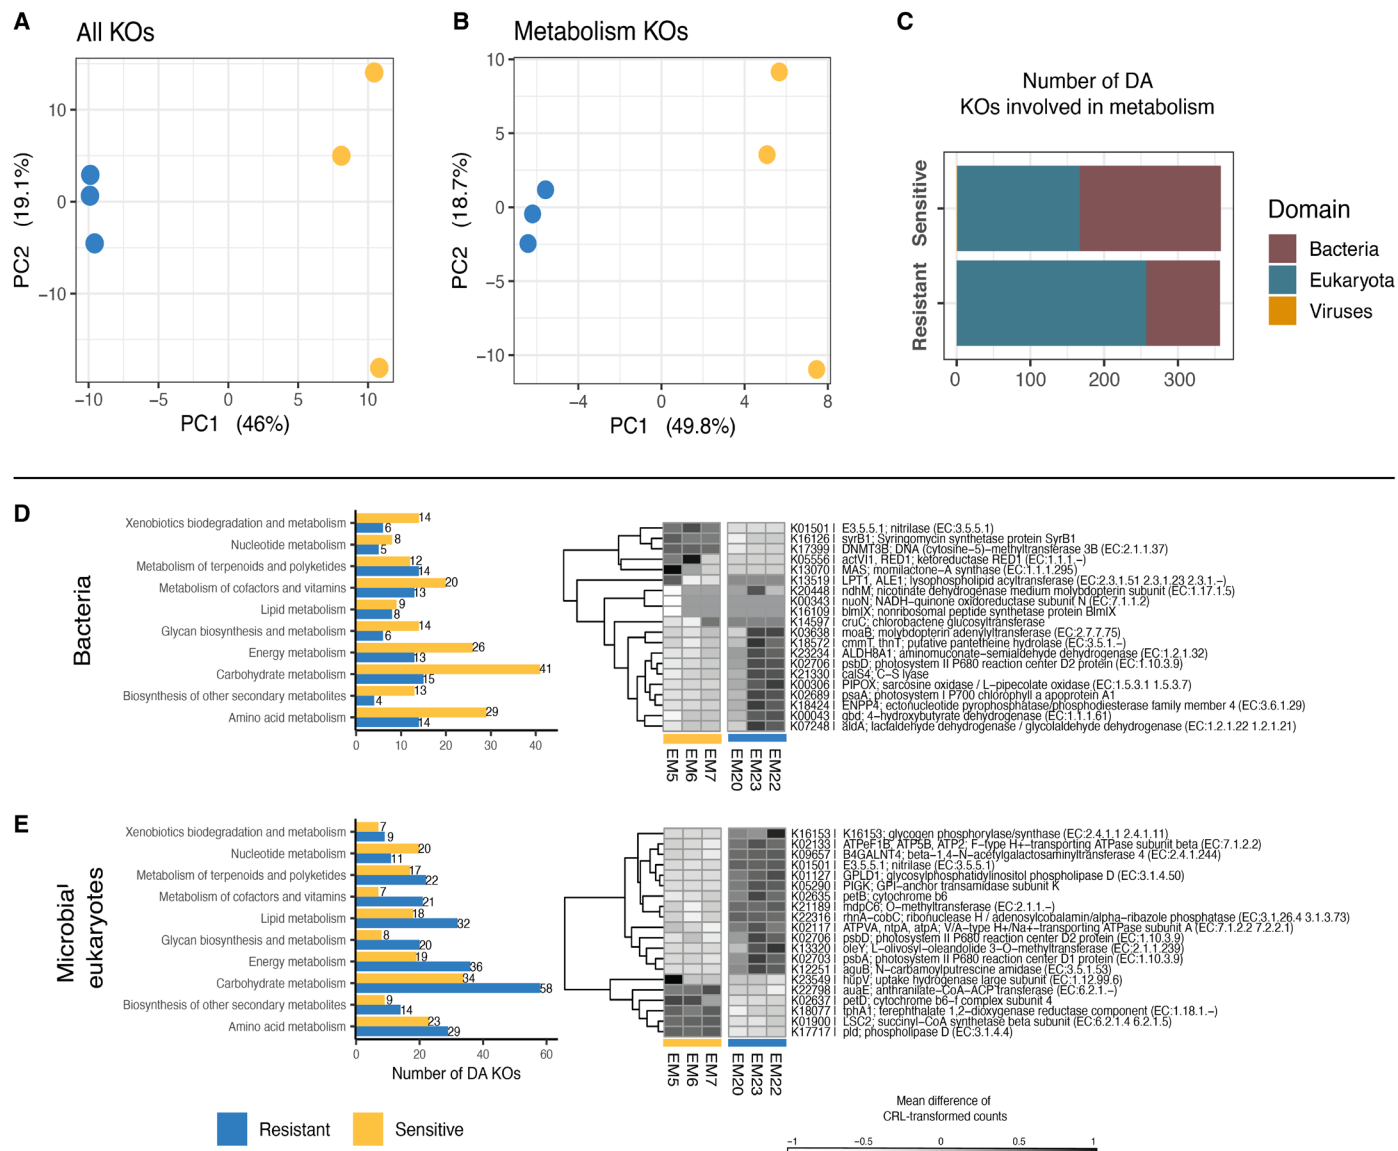 A
All KOs
10
0
−10
PC2 (19.1%)
−10
−5
0
5
10
PC1 (46%)
B
Metabolism KOs
10
5
0
−5
−10
PC2 (18.7%)
−4
0
4
8
PC1 (49.8%)
C
Number of DA
KOs involved in metabolism
Sensitive
Resistant
0
100
200
300
Domain
Bacteria
Eukaryota
Viruses
D
Bacteria
Xenobiotics biodegradation and metabolism 14 6
Nucleotide metabolism 8 5
Metabolism of terpenoids and polyketides 12 14
Metabolism of cofactors and vitamins 20 13
Lipid metabolism 9 8
Glycan biosynthesis and metabolism 14 6
Energy metabolism 26 13
Carbohydrate metabolism 41 15
Biosynthesis of other secondary metabolites 13 4
Amino acid metabolism 29 14
0 10 20 30 40
K01501 | E3.5.5.1; nitrilase (EC:3.5.5.1)
K16126 | syrB1; Syringomycin synthetase protein SyrB1
K17399 | DNMT3B; DNA (cytosine−5)−methyltransferase 3B (EC:2.1.1.37)
K05556 | actVI1, RED1; ketoreductase RED1 (EC:1.1.1.−)
K13070 | MAS; momilactone−A synthase (EC:1.1.1.295)
K13519 | LPT1, ALE1; lysophospholipid acyltransferase (EC:2.3.1.51 2.3.1.23 2.3.1.−)
K20448 | ndhM; nicotinate dehydrogenase medium molybdopterin subunit (EC:1.17.1.5)
K00343 | nuoN; NADH−quinone oxidoreductase subunit N (EC:7.1.1.2)
K16109 | blmIX; nonribosomal peptide synthetase protein BlmIX
K14597 | cruC; chlorobactene glucosyltransferase
K03638 | moaB; molybdopterin adenylyltransferase (EC:2.7.7.75)
K18572 | cmmT, thnT; putative pantetheine hydrolase (EC:3.5.1.−)
K23234 | ALDH8A1; aminomuconate−semialdehyde dehydrogenase (EC:1.2.1.32)
K02706 | psbD; photosystem II P680 reaction center D2 protein (EC:1.10.3.9)
K21330 | calS4; C−S lyase
K00306 | PIPOX; sarcosine oxidase / L−pipecolate oxidase (EC:1.5.3.1 1.5.3.7)
K02689 | psaA; photosystem I P700 chlorophyll a apoprotein A1
K18424 | ENPP4; ectonucleotide pyrophosphatase/phosphodiesterase family member 4 (EC:3.6.1.29)
K00043 | gbd; 4−hydroxybutyrate dehydrogenase (EC:1.1.1.61)
K07248 | aldA; lactaldehyde dehydrogenase / glycolaldehyde dehydrogenase (EC:1.2.1.22 1.2.1.21)
EM5 EM6 EM7 EM20 EM23 EM22
E
Microbial
eukaryotes
Xenobiotics biodegradation and metabolism 7 9
Nucleotide metabolism 20 11
Metabolism of terpenoids and polyketides 17 22
Metabolism of cofactors and vitamins 7 21
Lipid metabolism 18 32
Glycan biosynthesis and metabolism 8 20
Energy metabolism 19 36
Carbohydrate metabolism 34 58
Biosynthesis of other secondary metabolites 9 14
Amino acid metabolism 23 29
0 20 40 60
Number of DA KOs
K16153 | K16153; glycogen phosphorylase/synthase (EC:2.4.1.1 2.4.1.11)
K02133 | ATPeF1B, ATP5B, ATP2; F−type H+−transporting ATPase subunit beta (EC:7.1.2.2)
K09657 | B4GALNT4; beta−1,4−N−acetylgalactosaminyltransferase 4 (EC:2.4.1.244)
K01501 | E3.5.5.1; nitrilase (EC:3.5.5.1)
K01127 | GPLD1; glycosylphosphatidylinositol phospholipase D (EC:3.1.4.50)
K05290 | PIGK; GPI−anchor transamidase subunit K
K02635 | petB; cytochrome b6
K21189 | mdpC6; O−methyltransferase (EC:2.1.1.−)
K22316 | rhnA−cobC; ribonuclease H / adenosylcobalamin/alpha−ribazole phosphatase (EC:3.1.26.4 3.1.3.73)
K02117 | ATPVA, ntpA, atpA; V/A−type H+/Na+−transporting ATPase subunit A (EC:7.1.2.2 7.2.2.1)
K02706 | psbD; photosystem II P680 reaction center D2 protein (EC:1.10.3.9)
K13320 | oleY; L−olivosyl−oleandolide 3−O−methyltransferase (EC:2.1.1.239)
K02703 | psbA; photosystem II P680 reaction center D1 protein (EC:1.10.3.9)
K12251 | aguB; N−carbamoylputrescine amidase (EC:3.5.1.53)
K23549 | hupV; uptake hydrogenase large subunit (EC:1.12.99.6)
K22798 | auaE; anthranilate−CoA−ACP transferase (EC:6.2.1.−)
K02637 | petD; cytochrome b6−f complex subunit 4
K18077 | tphA1; terephthalate 1,2−dioxygenase reductase component (EC:1.18.1.−)
K01900 | LSC2; succinyl−CoA synthetase beta subunit (EC:6.2.1.4 6.2.1.5)
K17717 | pld; phospholipase D (EC:3.1.4.4)
EM5 EM6 EM7 EM20 EM23 EM22
Resistant
Sensitive
Mean difference of
CRL-transformed counts
−1 −0.5 0 0.5 1